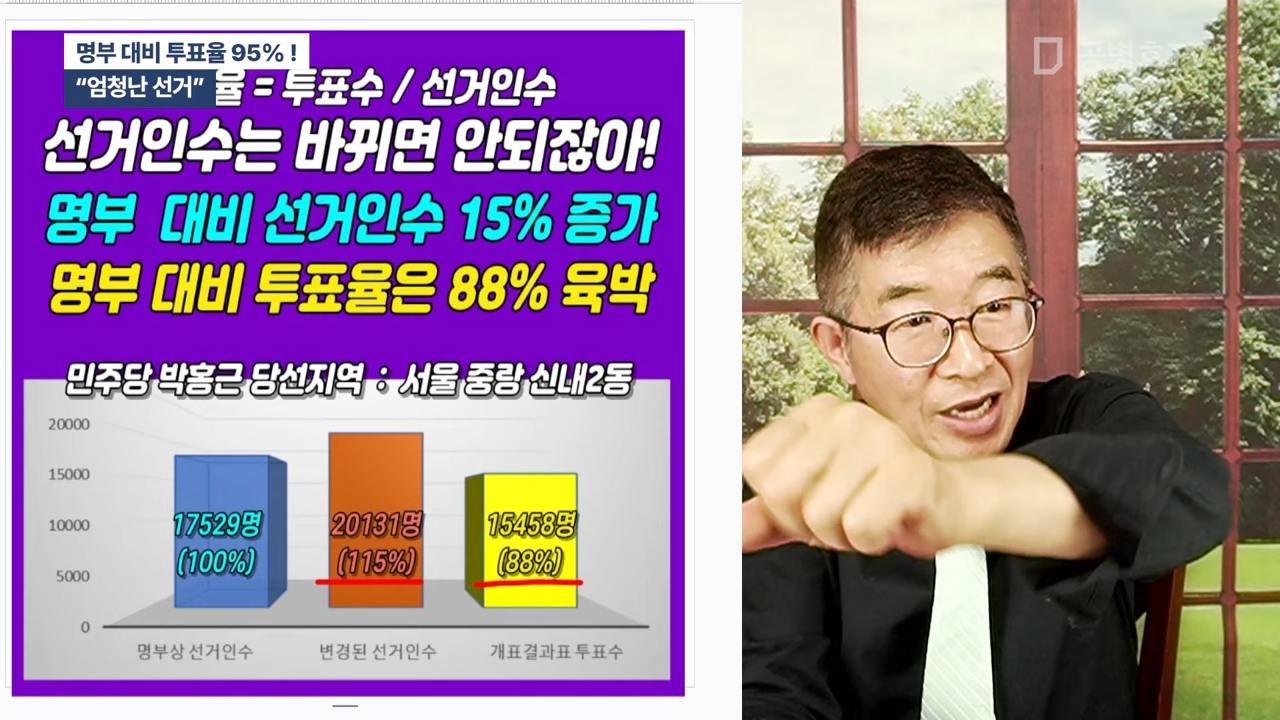 명부 대비 투표율 95% !
“엄청난 선거”
율 = 투표수 / 선거인수
선거인수는 바뀌면 안되잖아!
명부 대비 선거인수 15% 증가
명부 대비 투표율은 88% 육박
민주당 박홍근 당선지역 : 서울 중랑 신내2동
20000
15000
10000
5000
0
17529명
(100%)
20131명
(115%)
15458명
(88%)
명부상 선거인수
변경된 선거인수
개표결과표 투표수